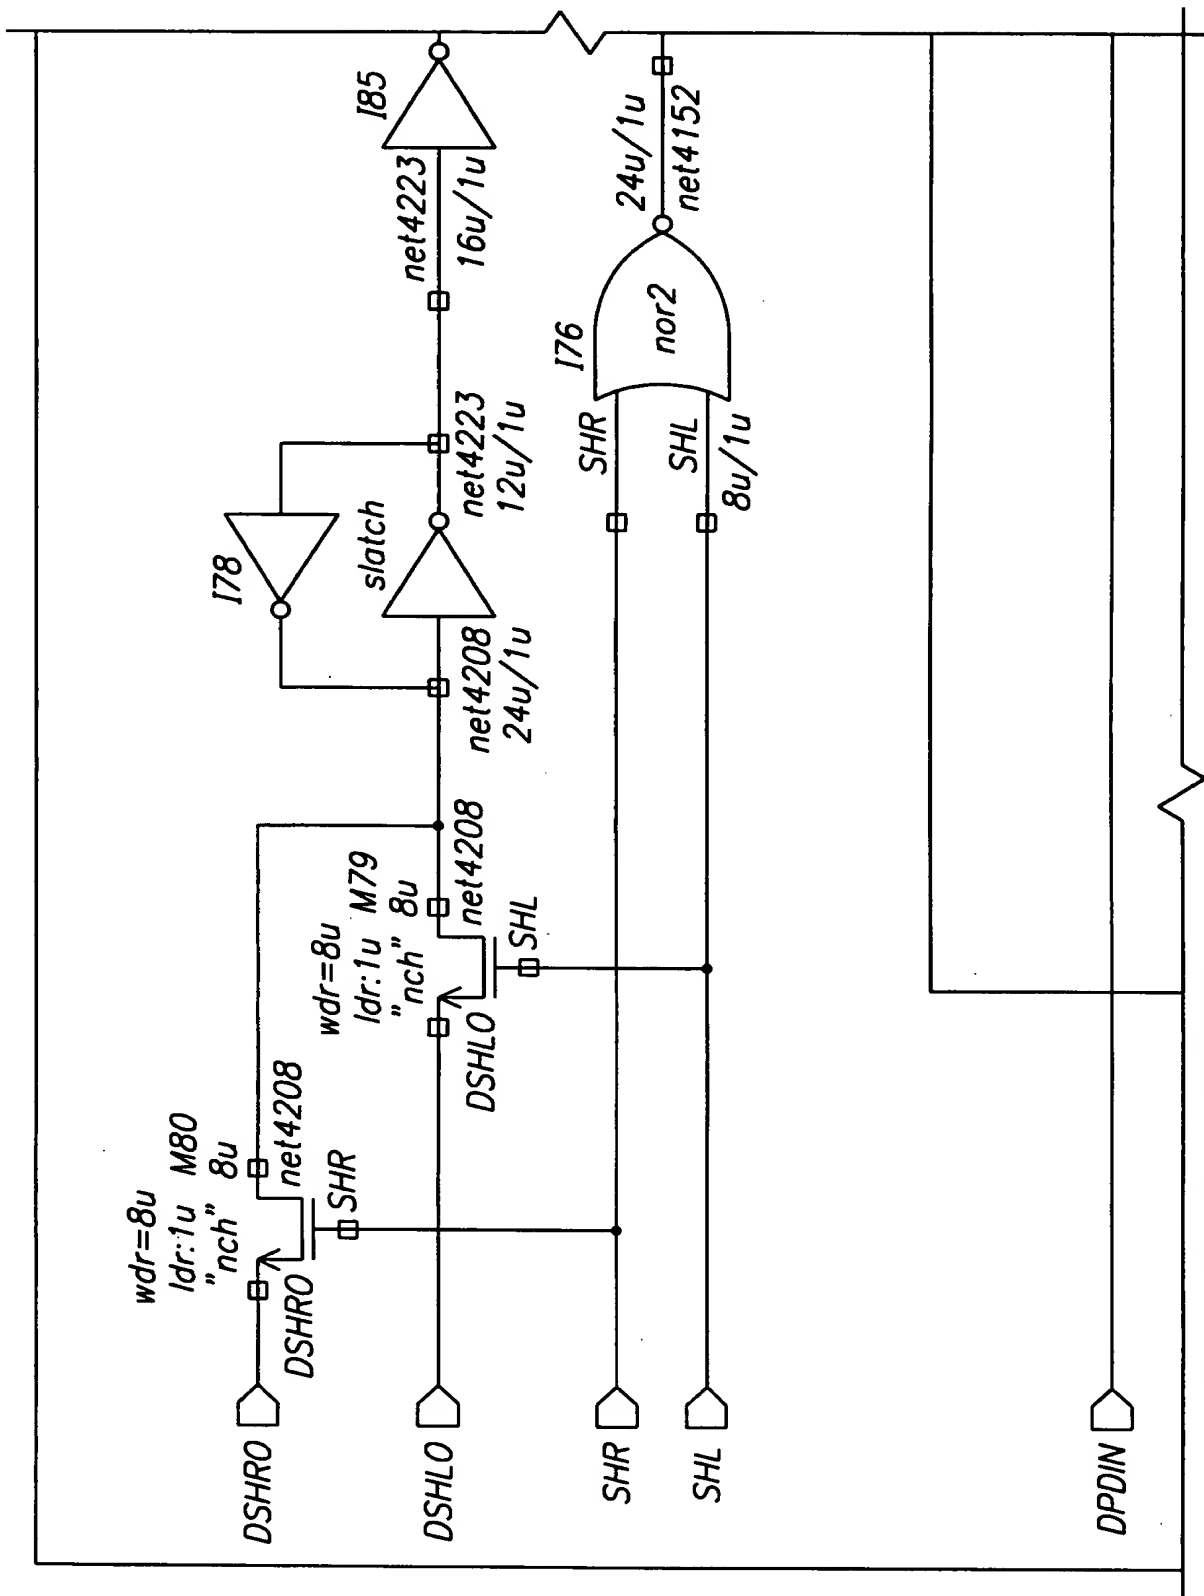 DSHRO
DSHRO
wdr=8u
ldr:1u M80
"nch" 8u
net4208
SHR
DSHLO
DSHLO
wdr=8u
ldr:1u M79
"nch" 8u
net4208
SHL
I78
slatch
net4208
24u/1u
net4223
12u/1u
net4223
16u/1u
I85
SHR
SHR
SHL
SHL
8u/1u
I76
nor2
24u/1u
net4152
DPDIN